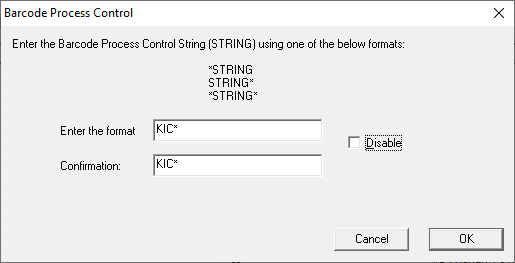 Barcode Process Control
Enter the Barcode Process Control String (STRING) using one of the below formats:
*STRING
STRING*
*STRING*
Enter the format KIC*
Disable
Confirmation: KIC*
Cancel OK